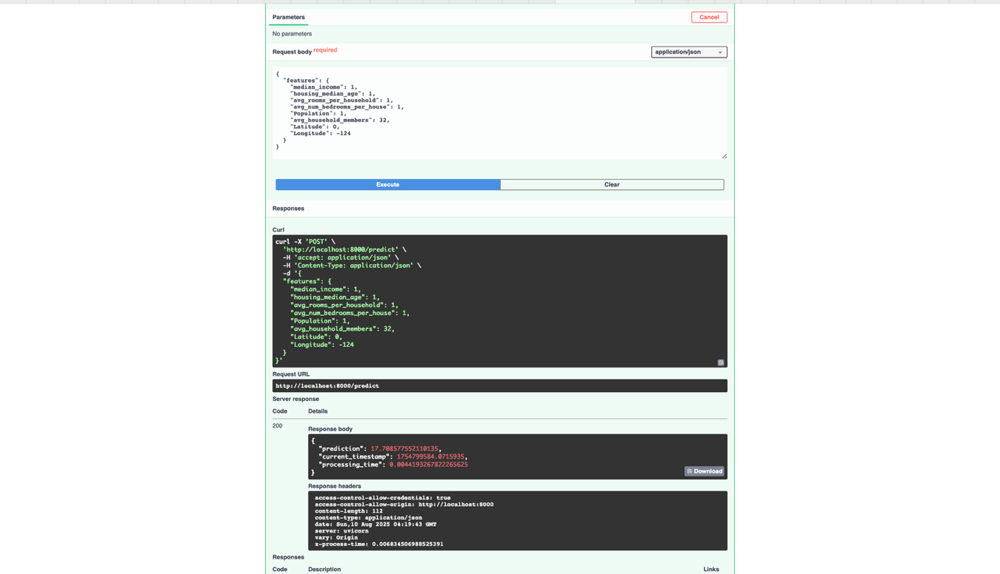 Parameters
Cancel
No parameters
Request body required
application/json
{
  "features": {
    "median_income": 1,
    "housing_median_age": 1,
    "avg_rooms_per_household": 1,
    "avg_num_bedrooms_per_house": 1,
    "Population": 1,
    "avg_household_members": 32,
    "Latitude": 0,
    "Longitude": -124
  }
}
Execute
Clear
Responses
Curl
curl -X 'POST' \
  'http://localhost:8000/predict' \
  -H 'accept: application/json' \
  -H 'Content-Type: application/json' \
  -d '{
  "features": {
    "median_income": 1,
    "housing_median_age": 1,
    "avg_rooms_per_household": 1,
    "avg_num_bedrooms_per_house": 1,
    "Population": 1,
    "avg_household_members": 32,
    "Latitude": 0,
    "Longitude": -124
  }
}'
Request URL
http://localhost:8000/predict
Server response
Code Details
200
Response body
{
  "prediction": 17.708577552110135,
  "current_timestamp": 1754799584.0715935,
  "processing_time": 0.0044193267822265625
}
Download
Response headers
access-control-allow-credentials: true
access-control-allow-origin: http://localhost:8000
content-length: 112
content-type: application/json
date: Sun,10 Aug 2025 04:19:43 GMT
server: uvicorn
vary: Origin
x-process-time: 0.006834506988525391
Responses
Code Description Links